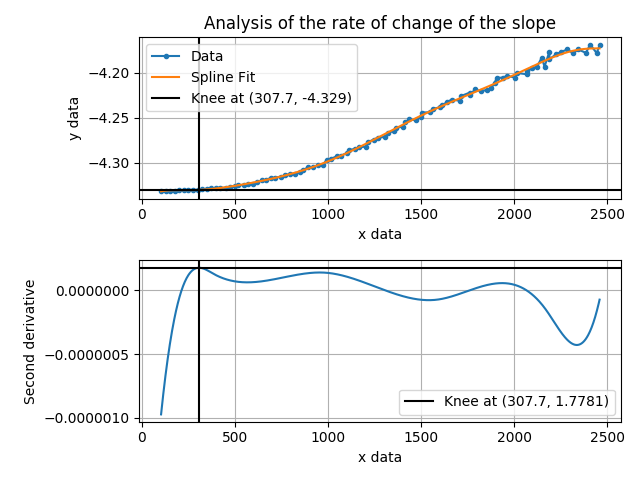 Analysis of the rate of change of the slope
Data
Spline Fit
Knee at (307.7, -4.329)
−4.20
−4.25
−4.30
y data
0 500 1000 1500 2000 2500
x data
0.0000000
−0.0000005
−0.0000010
Second derivative
Knee at (307.7, 1.7781)
0 500 1000 1500 2000 2500
x data